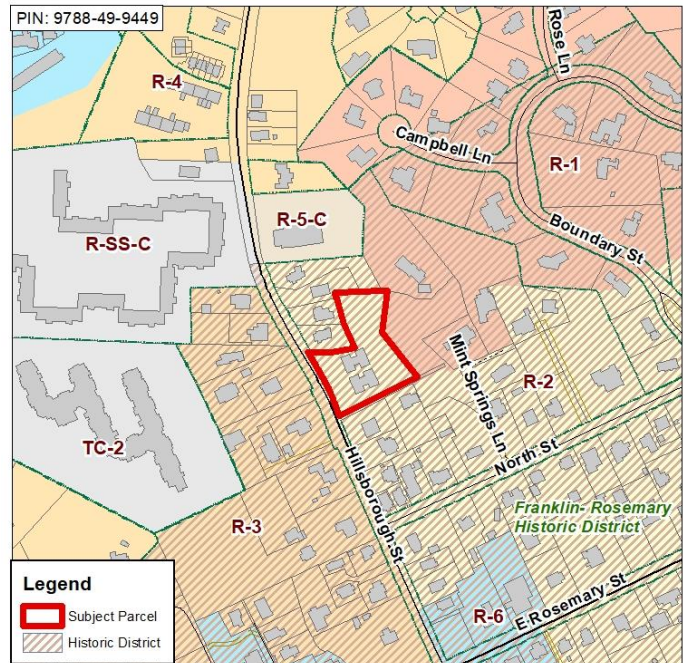 PIN: 9788-49-9449
R-4
Rose Ln
Campbell Ln
R-1
R-5-C
R-SS-C
Boundary St
Mint Springs Ln
R-2
TC-2
North St
Hillsborough St
Franklin- Rosemary
Historic District
R-3
E Rosemary St
R-6
Legend
Subject Parcel
Historic District